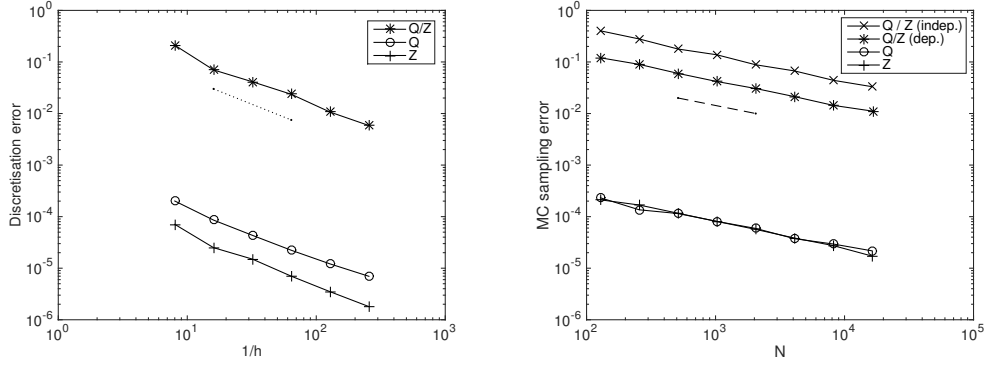 10^0
10^-1
10^-2
10^-3
10^-4
10^-5
10^-6
Discretisation error
10^0
10^1
10^2
10^3
1/h
Q/Z
Q
Z
10^0
10^-1
10^-2
10^-3
10^-4
10^-5
10^-6
MC sampling error
10^2
10^3
10^4
10^5
N
Q / Z (indep.)
Q/Z (dep.)
Q
Z